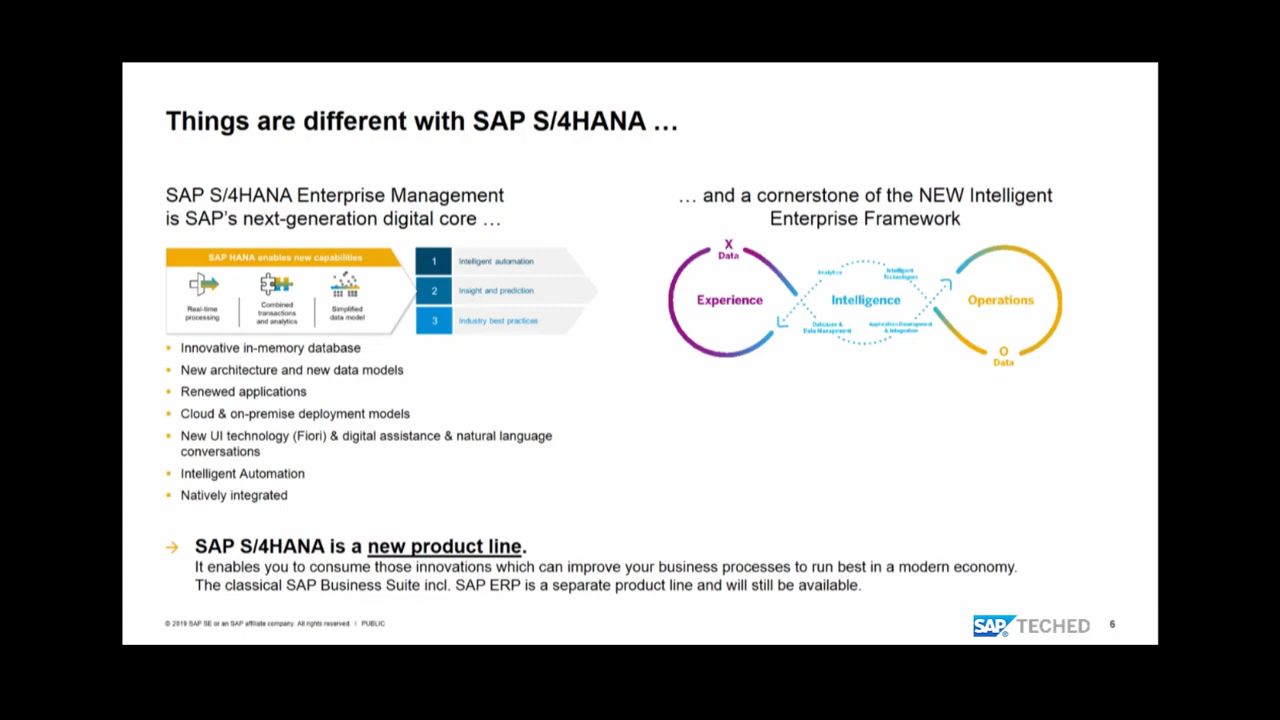 Things are different with SAP S/4HANA …
SAP S/4HANA Enterprise Management
is SAP's next-generation digital core …
SAP HANA enables new capabilities
Real-time
processing
Combined
transactions
and analytics
Simplified
data model
1
Intelligent automation
2
Insight and prediction
3
Industry best practices
▪ Innovative in-memory database
▪ New architecture and new data models
▪ Renewed applications
▪ Cloud & on-premise deployment models
▪ New UI technology (Fiori) & digital assistance & natural language
conversations
▪ Intelligent Automation
▪ Natively integrated
… and a cornerstone of the NEW Intelligent
Enterprise Framework
X
Data
Experience
Analytics
Intelligent
Technologies
Intelligence
Database &
Data Management
Application Development
& Integration
Operations
O
Data
→ SAP S/4HANA is a new product line.
It enables you to consume those innovations which can improve your business processes to run best in a modern economy.
The classical SAP Business Suite incl. SAP ERP is a separate product line and will still be available.
© 2019 SAP SE or an SAP affiliate company. All rights reserved. ı PUBLIC
SAP® TECHED
6